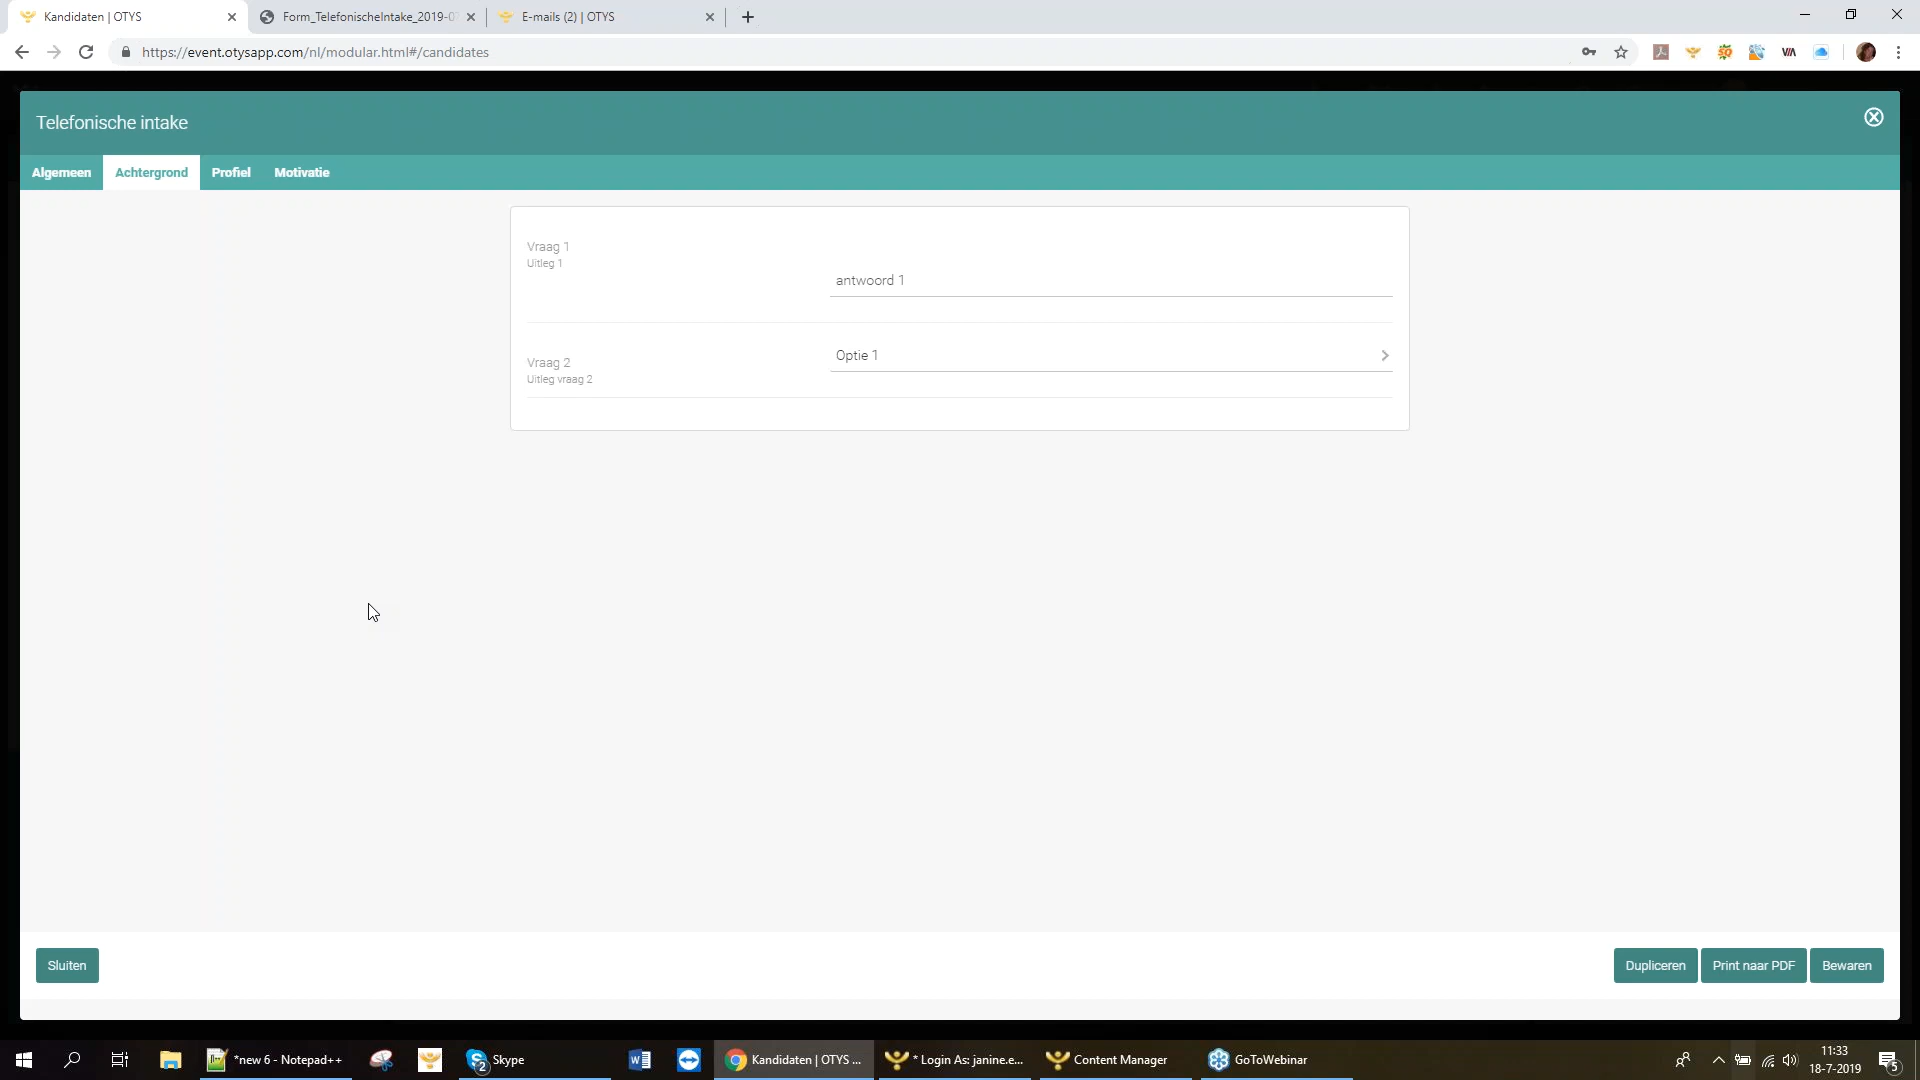 Kandidaten | OTYS
Form_TelefonischeIntake_2019-0
E-mails (2) | OTYS
https://event.otysapp.com/nl/modular.html#/candidates
Telefonische intake
Algemeen
Achtergrond
Profiel
Motivatie
Vraag 1
Uitleg 1
antwoord 1
Vraag 2
Uitleg vraag 2
Optie 1
Sluiten
Dupliceren
Print naar PDF
Bewaren
*new 6 - Notepad++
2
Skype
Kandidaten | OTYS ...
* Login As: janine.e...
Content Manager
GoToWebinar
11:33
18-7-2019
5